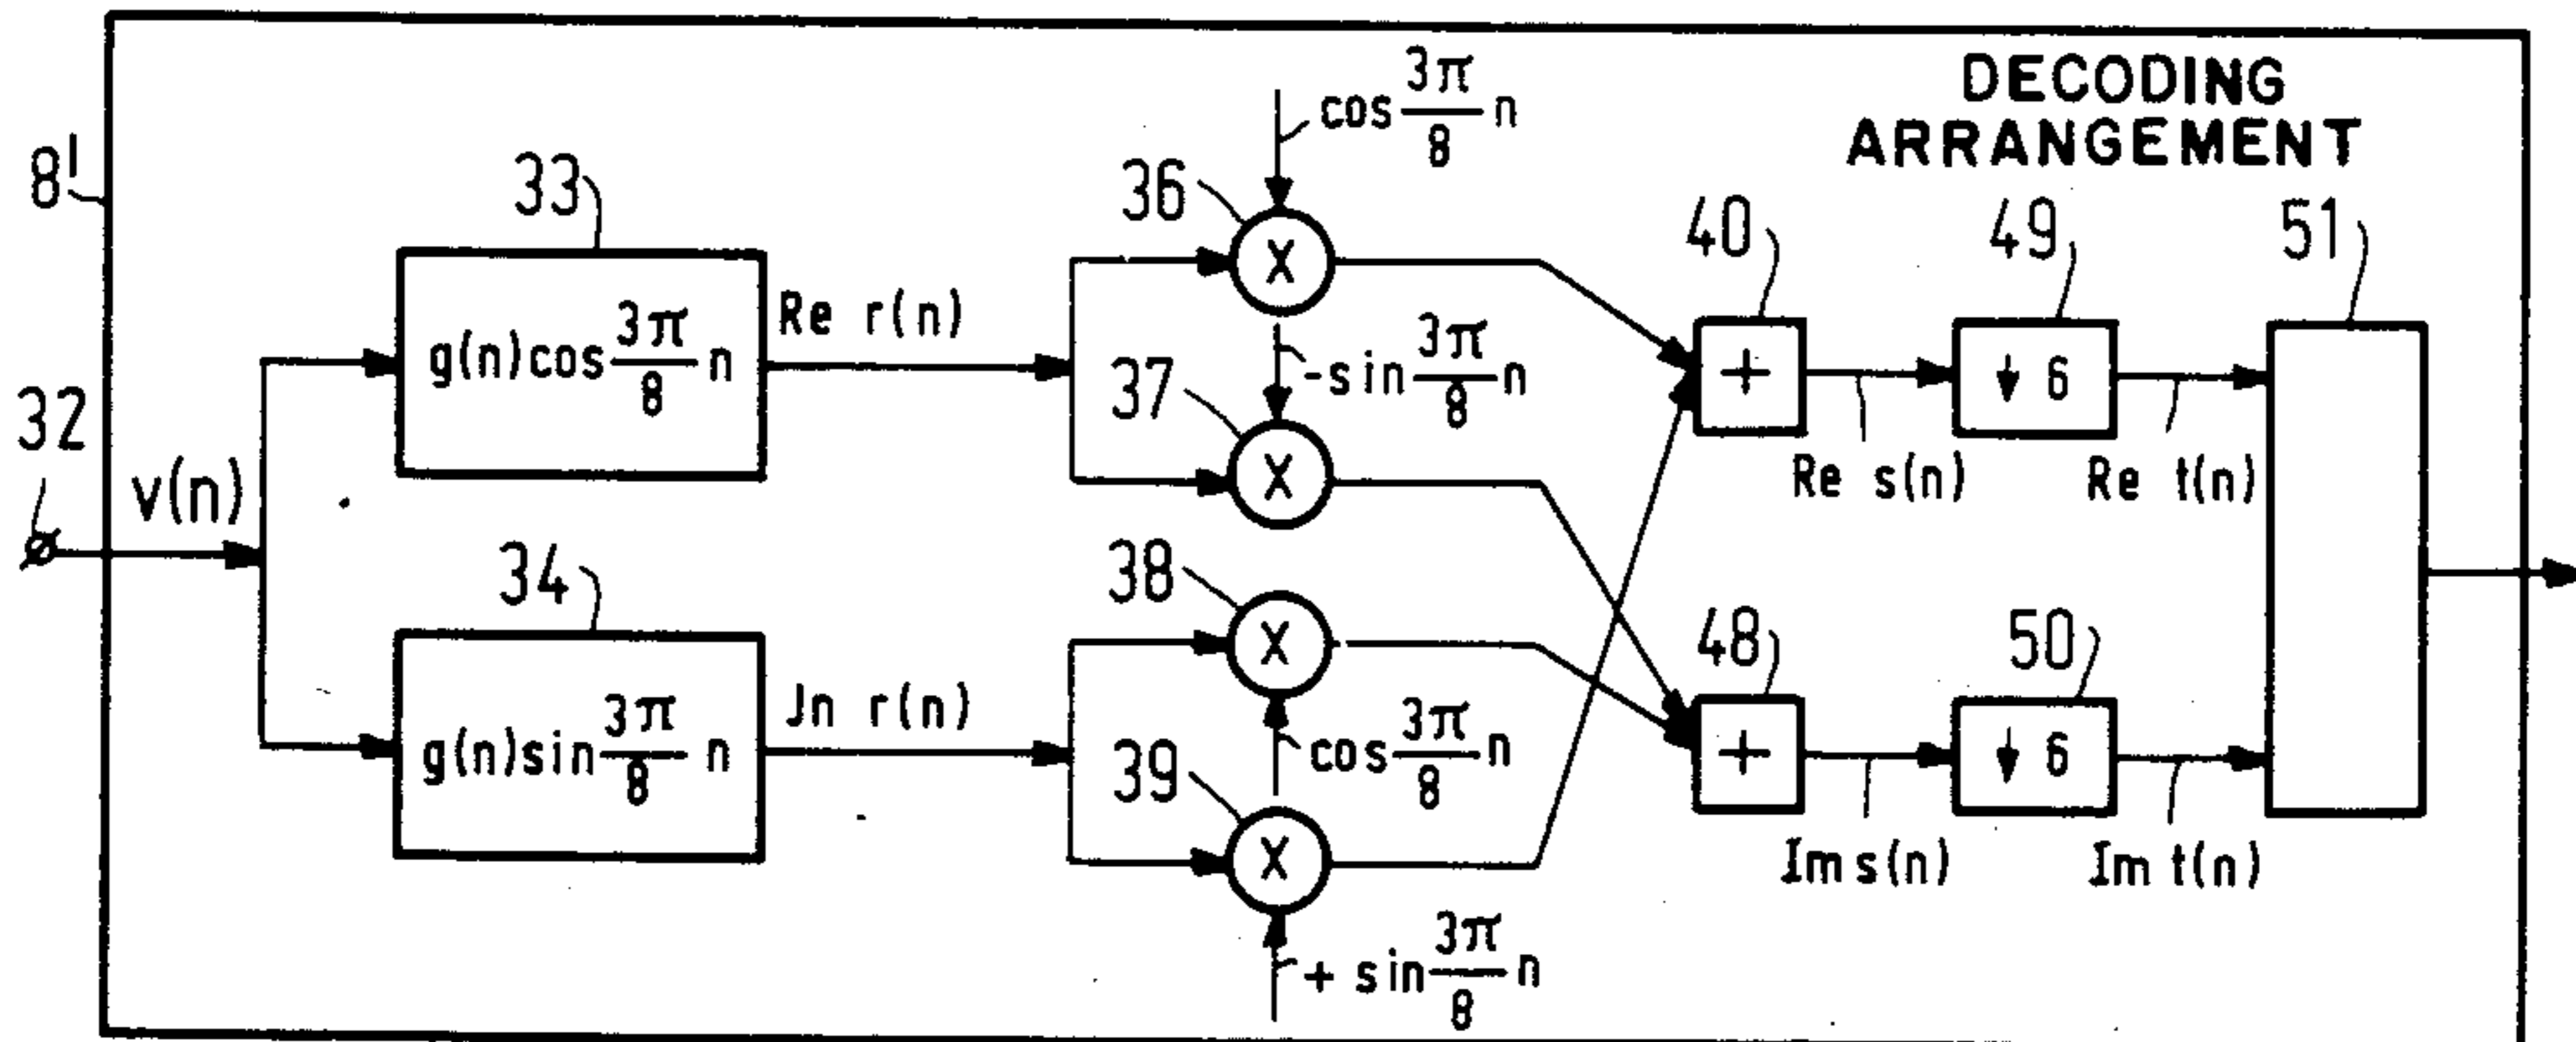 DECODING
ARRANGEMENT
8'
32
v(n)
33
g(n)cos 3π/8 n
Re r(n)
34
g(n)sin 3π/8 n
Jn r(n)
cos 3π/8 n
36
X
-sin 3π/8 n
37
X
38
X
cos 3π/8 n
39
X
+ sin 3π/8 n
40
+
Re s(n)
49
↓ 6
Re t(n)
48
+
Im s(n)
50
↓ 6
Im t(n)
51